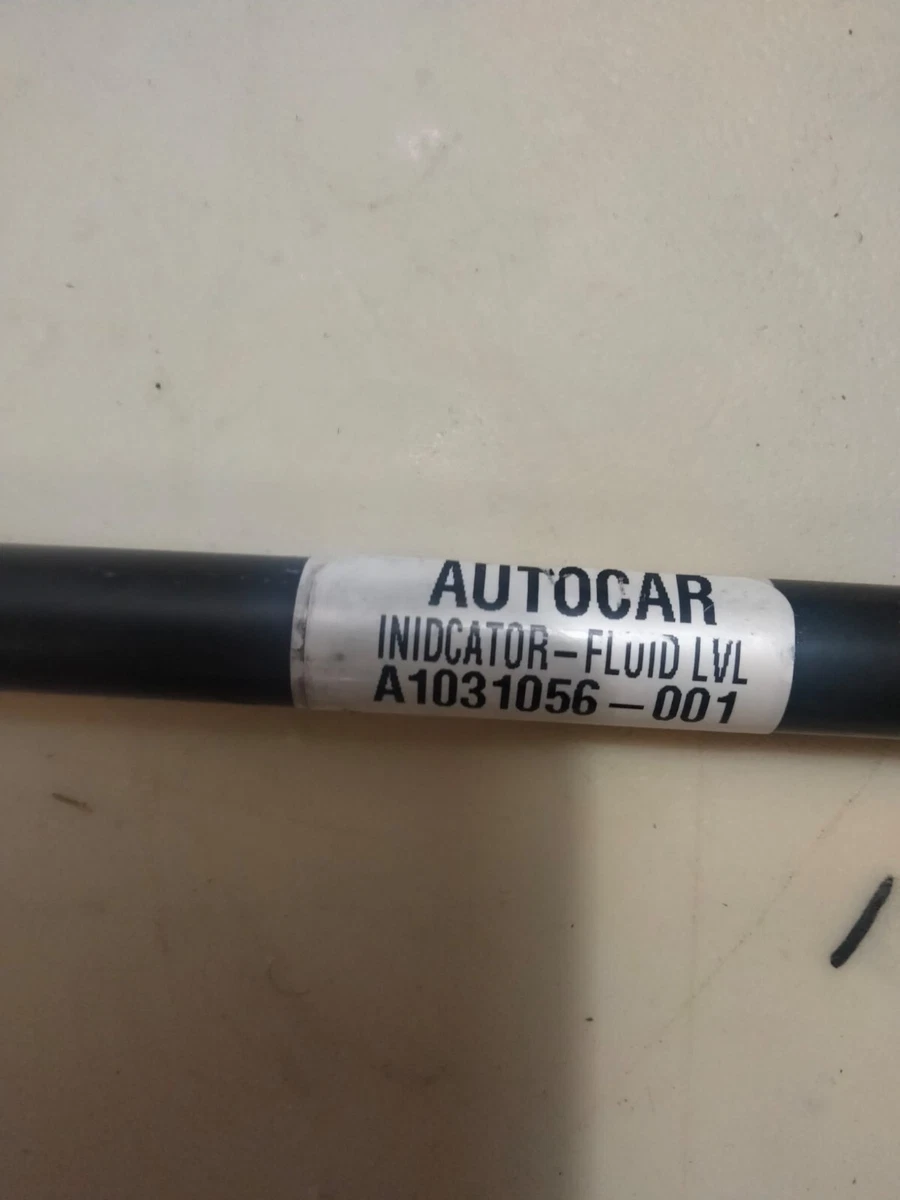 AUTOCAR
INIDCATOR-FLUID LVL
A1031056-001